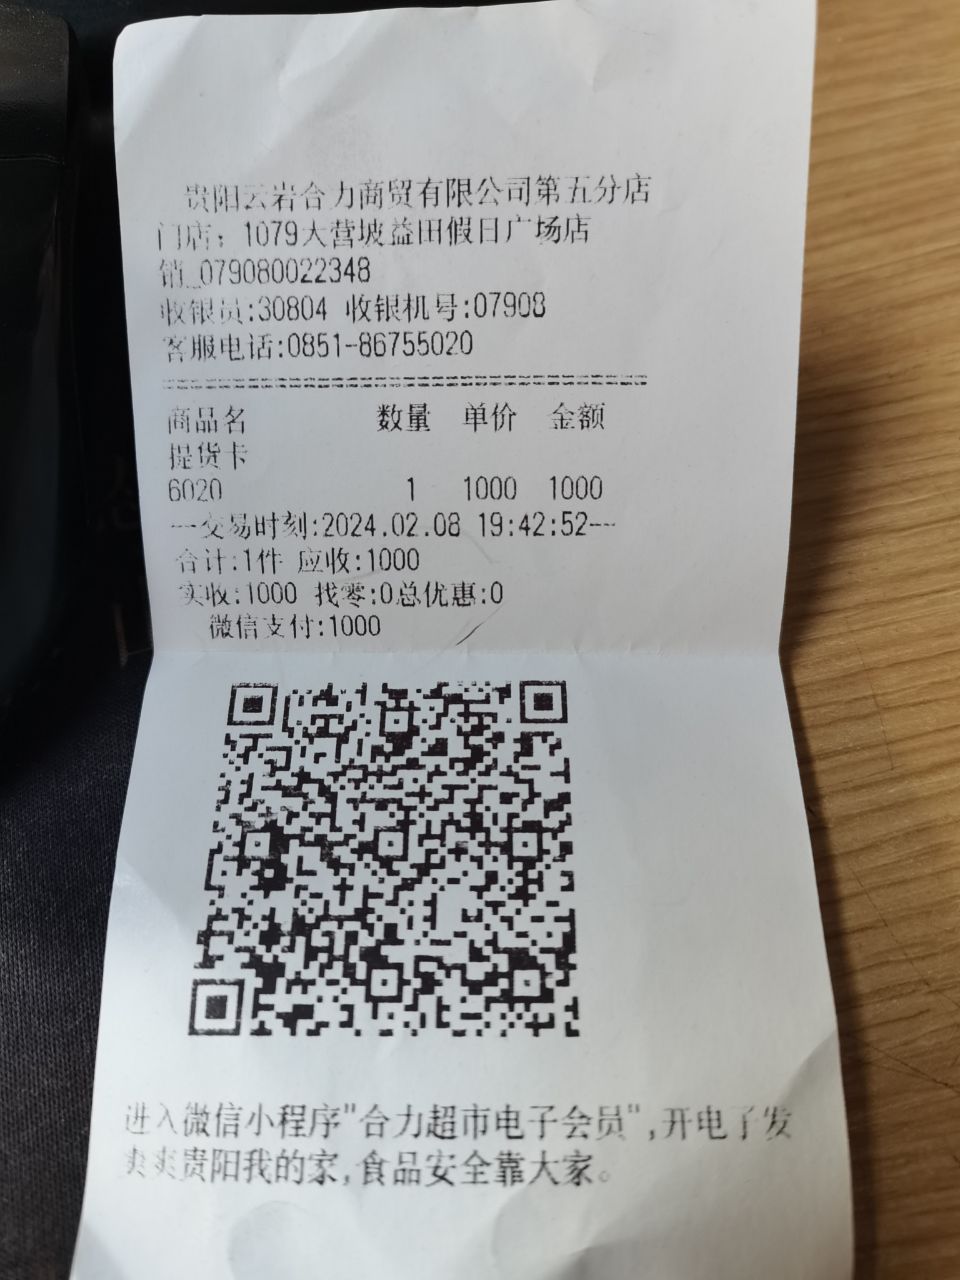 贵阳云岩合力商贸有限公司第五分店
门店：1079大营坡益田假日广场店
销_079080022348
收银员:30804 收银机号:07908
客服电话:0851-86755020
商品名 数量 单价 金额
提货卡
6020 1 1000 1000
---交易时刻:2024.02.08 19:42:52---
合计:1件 应收:1000
实收:1000 找零:0总优惠:0
微信支付:1000
进入微信小程序"合力超市电子会员",开电子发
爽爽贵阳我的家,食品安全靠大家。